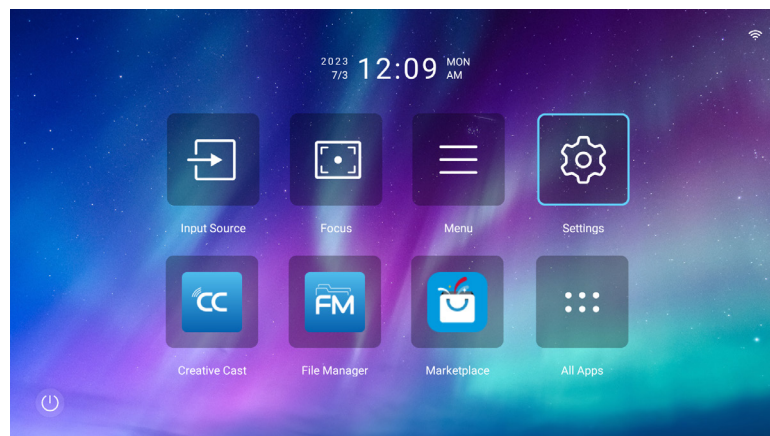 2023
7/3
12:09
MON
AM
Input Source
Focus
Menu
Settings
CC
FM
Creative Cast
File Manager
Marketplace
All Apps